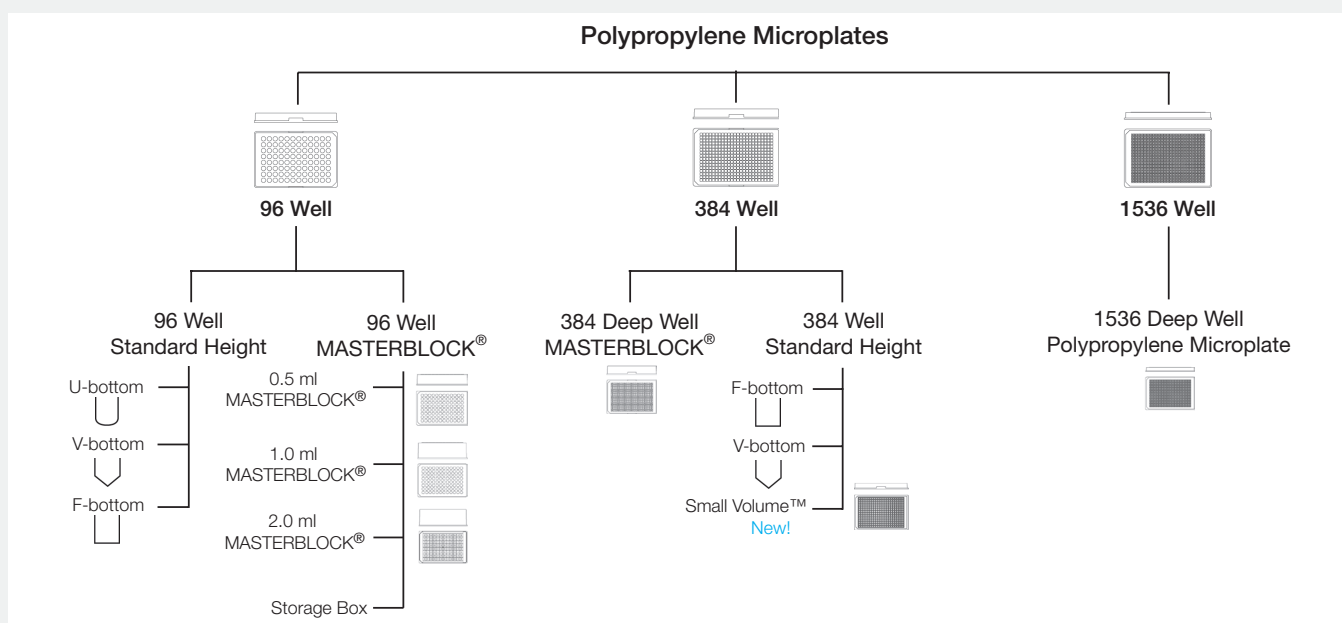 Polypropylene Microplates
96 Well
384 Well
1536 Well
96 Well
Standard Height
U-bottom
V-bottom
F-bottom
96 Well
MASTERBLOCK®
0.5 ml
MASTERBLOCK®
1.0 ml
MASTERBLOCK®
2.0 ml
MASTERBLOCK®
Storage Box
384 Deep Well
MASTERBLOCK®
384 Well
Standard Height
F-bottom
V-bottom
Small Volume™
New!
1536 Deep Well
Polypropylene Microplate